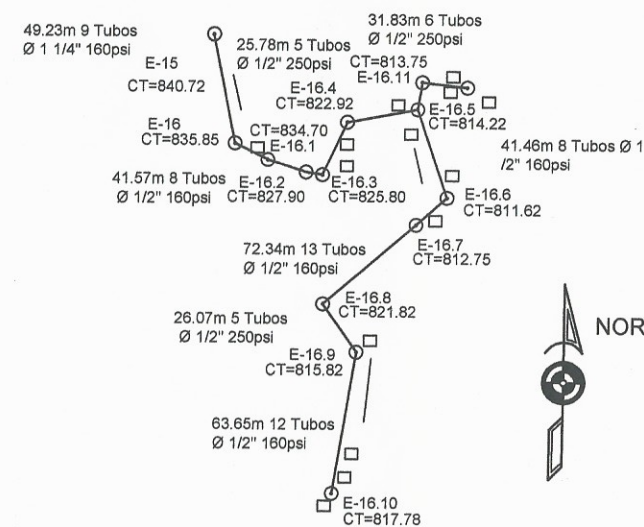 49.23m 9 Tubos
Ø 1 1/4" 160psi
E-15
CT=840.72
25.78m 5 Tubos
Ø 1/2" 250psi
31.83m 6 Tubos
Ø 1/2" 250psi
CT=813.75
E-16.11
E-16.4
CT=822.92
E-16
CT=835.85
CT=834.70
E-16.1
E-16.5
CT=814.22
41.46m 8 Tubos Ø 1
/2" 160psi
41.57m 8 Tubos
Ø 1/2" 160psi
E-16.2
CT=827.90
E-16.3
CT=825.80
E-16.6
CT=811.62
E-16.7
CT=812.75
72.34m 13 Tubos
Ø 1/2" 160psi
E-16.8
CT=821.82
26.07m 5 Tubos
Ø 1/2" 250psi
E-16.9
CT=815.82
NOR
63.65m 12 Tubos
Ø 1/2" 160psi
E-16.10
CT=817.78